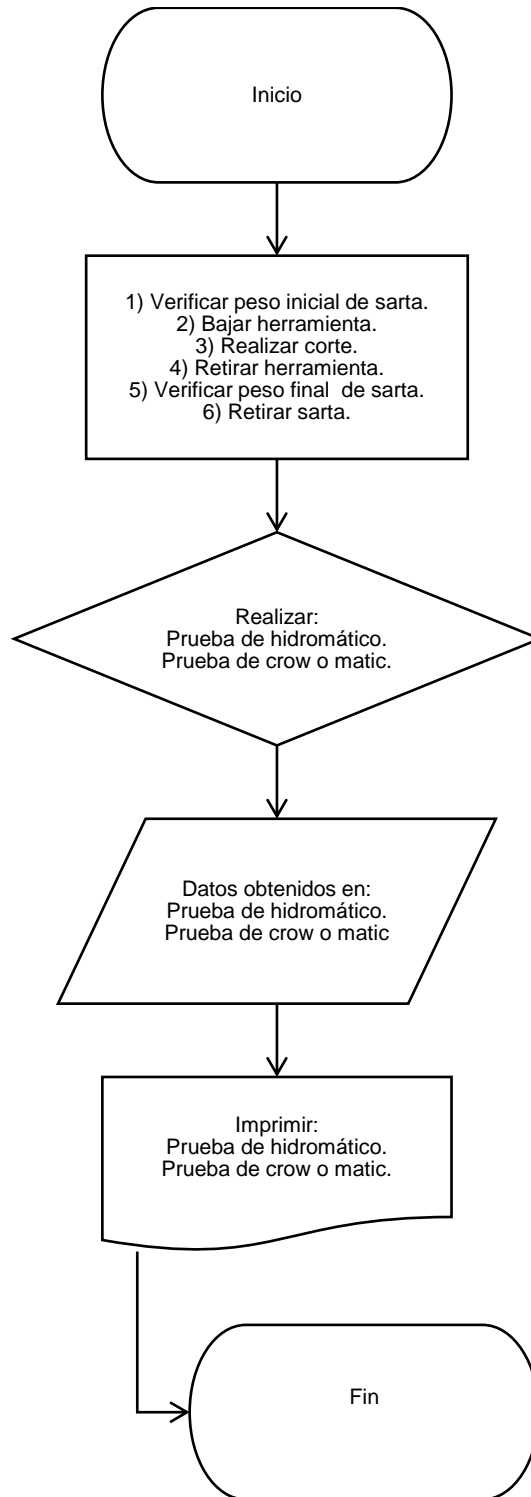 Inicio
1) Verificar peso inicial de sarta.
2) Bajar herramienta.
3) Realizar corte.
4) Retirar herramienta.
5) Verificar peso final  de sarta.
6) Retirar sarta.
Realizar:
Prueba de hidromático.
Prueba de crow o matic.
Datos obtenidos en:
Prueba de hidromático.
Prueba de crow o matic
Imprimir:
Prueba de hidromático.
Prueba de crow o matic.
Fin